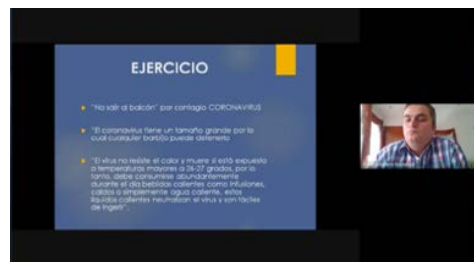 EJERCICIO
"No salir al balcón" por contagio CORONAVIRUS
"El coronavirus tiene un tamaño grande por lo
cual cualquier barbijo puede detenerlo
"El virus no resiste el calor y muere si está expuesto
a temperaturas mayores a 26-27 grados, por lo
tanto, debe consumirse abundantemente
durante el día bebidas calientes como infusiones,
caldos o simplemente agua caliente, estos
líquidos calientes neutralizan el virus y son fáciles
de ingerir".